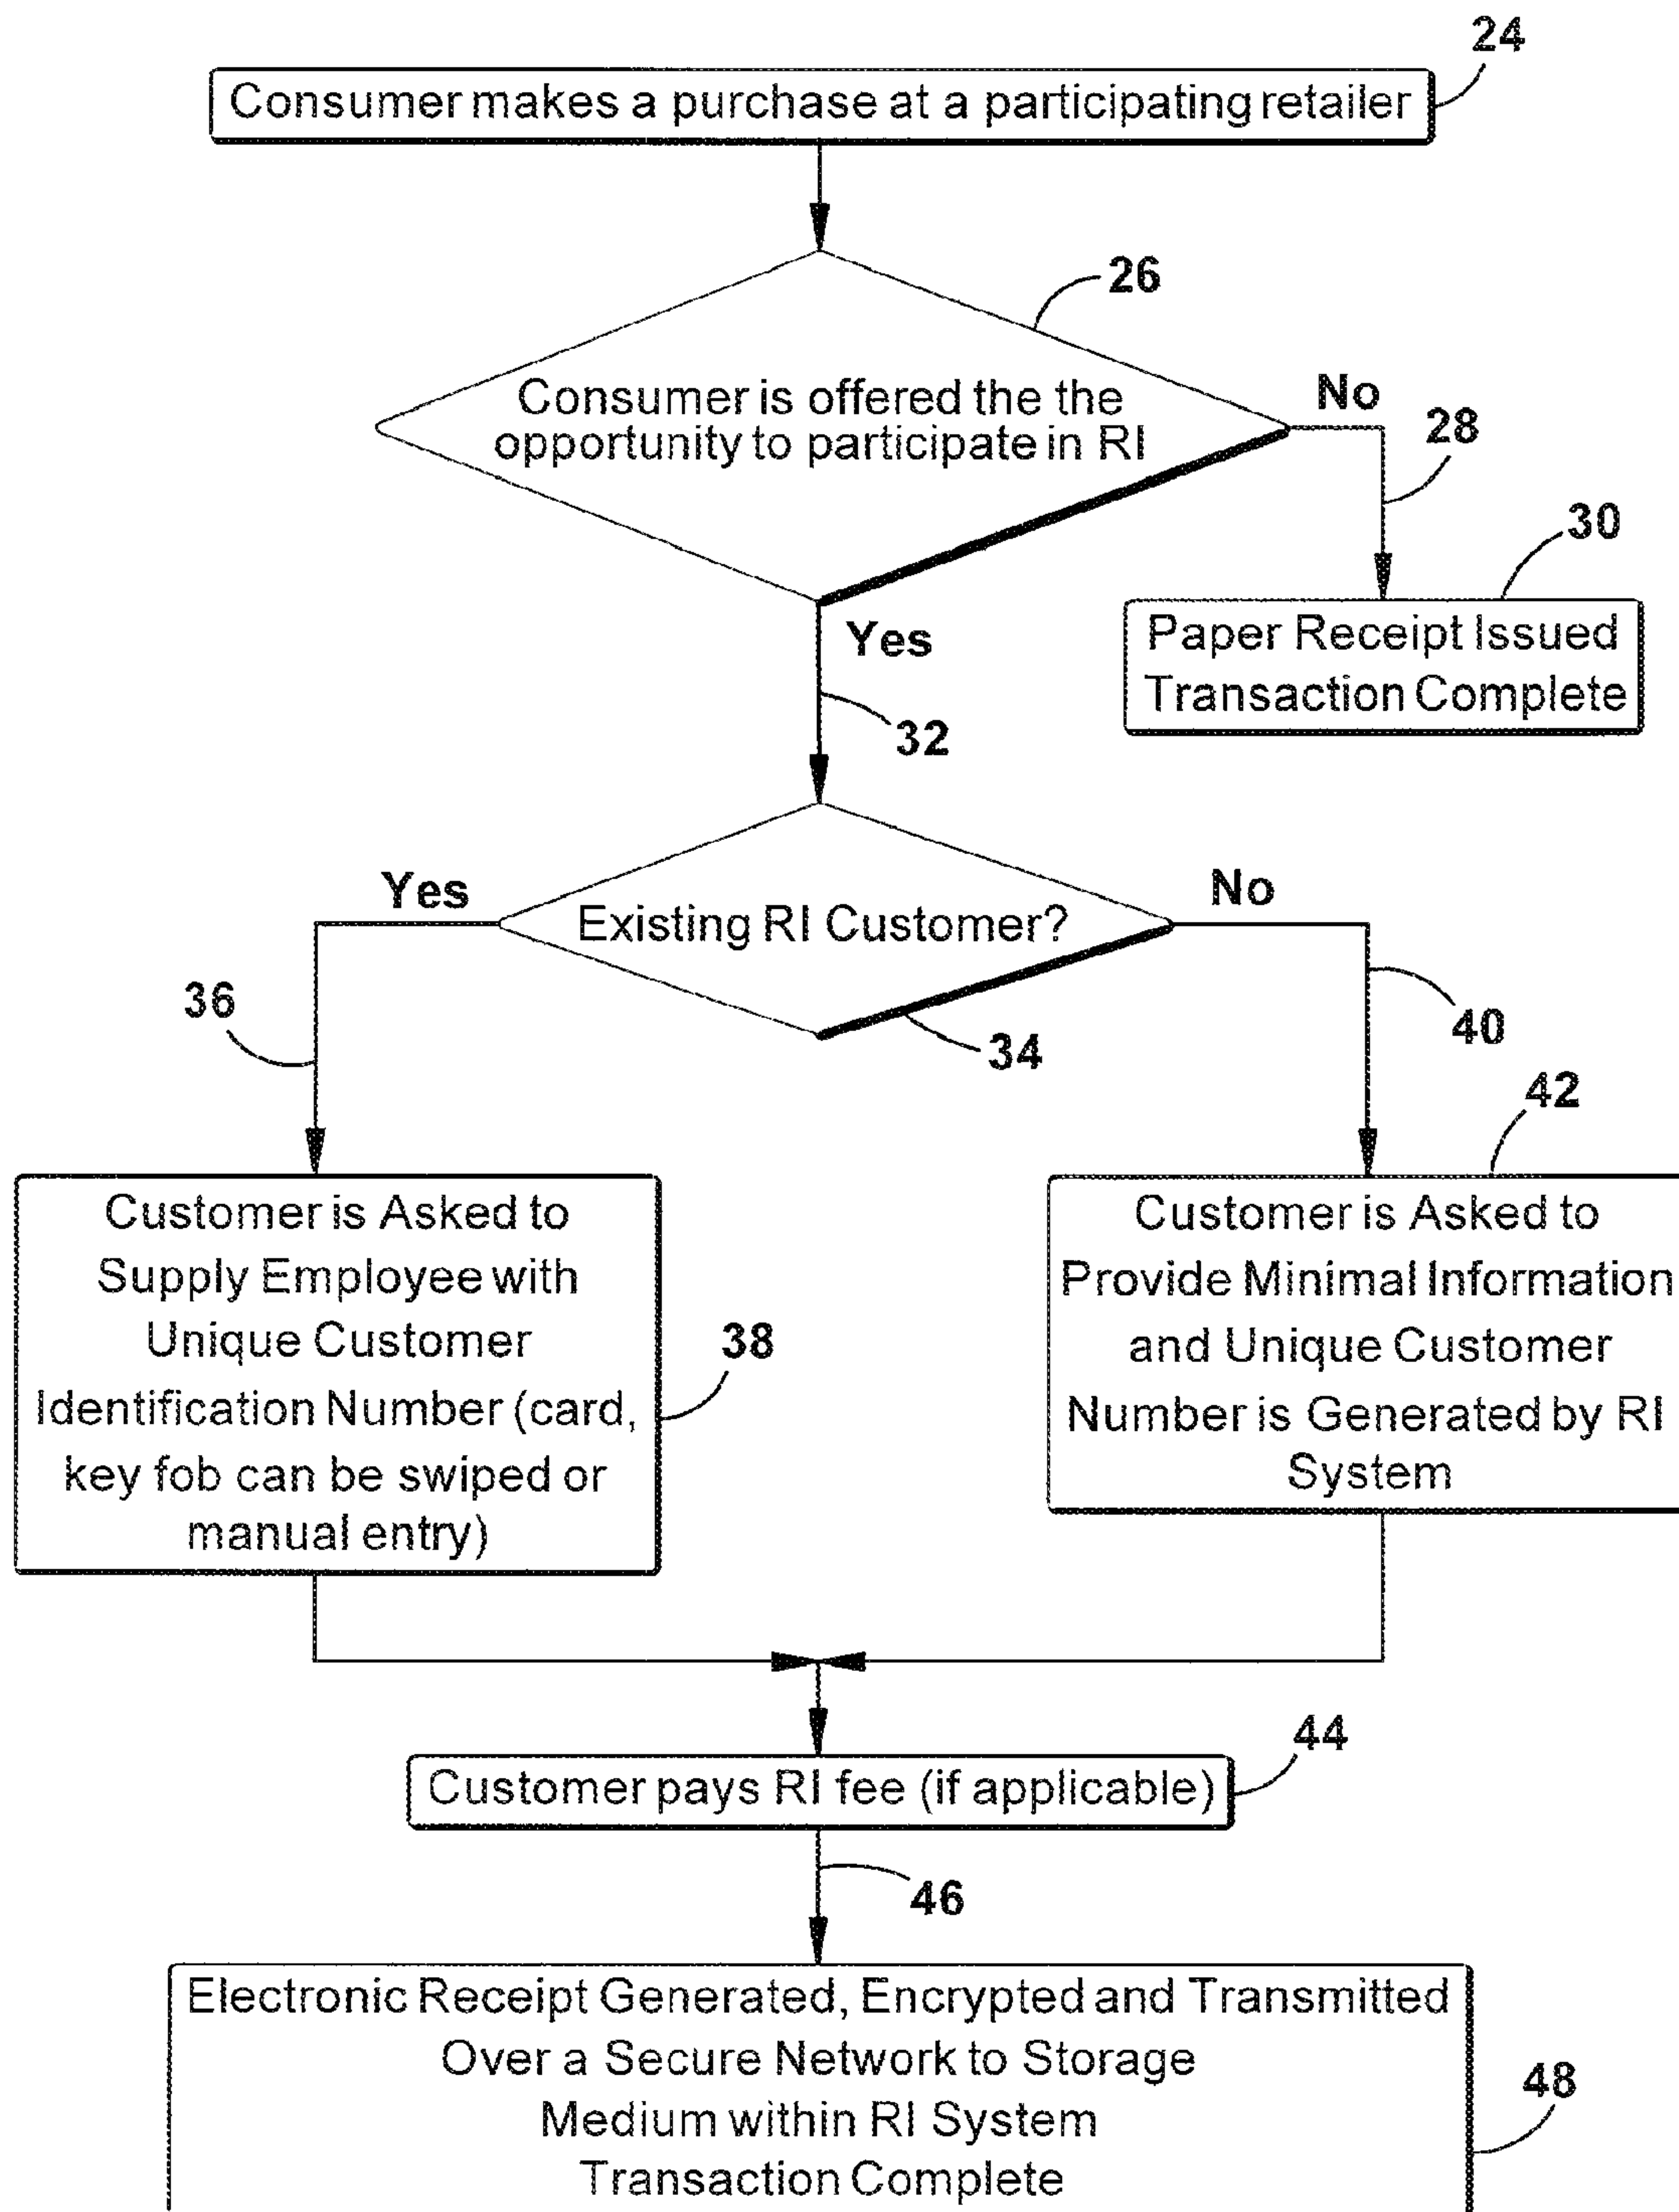 24
Consumer makes a purchase at a participating retailer
26
Consumer is offered the the
opportunity to participate in RI
No
28
30
Paper Receipt Issued
Transaction Complete
Yes
32
Existing RI Customer?
Yes
No
36
34
40
42
Customer is Asked to
Supply Employee with
Unique Customer
Identification Number (card,
key fob can be swiped or
manual entry)
38
Customer is Asked to
Provide Minimal Information
and Unique Customer
Number is Generated by RI
System
44
Customer pays RI fee (if applicable)
46
Electronic Receipt Generated, Encrypted and Transmitted
Over a Secure Network to Storage
Medium within RI System
Transaction Complete
48